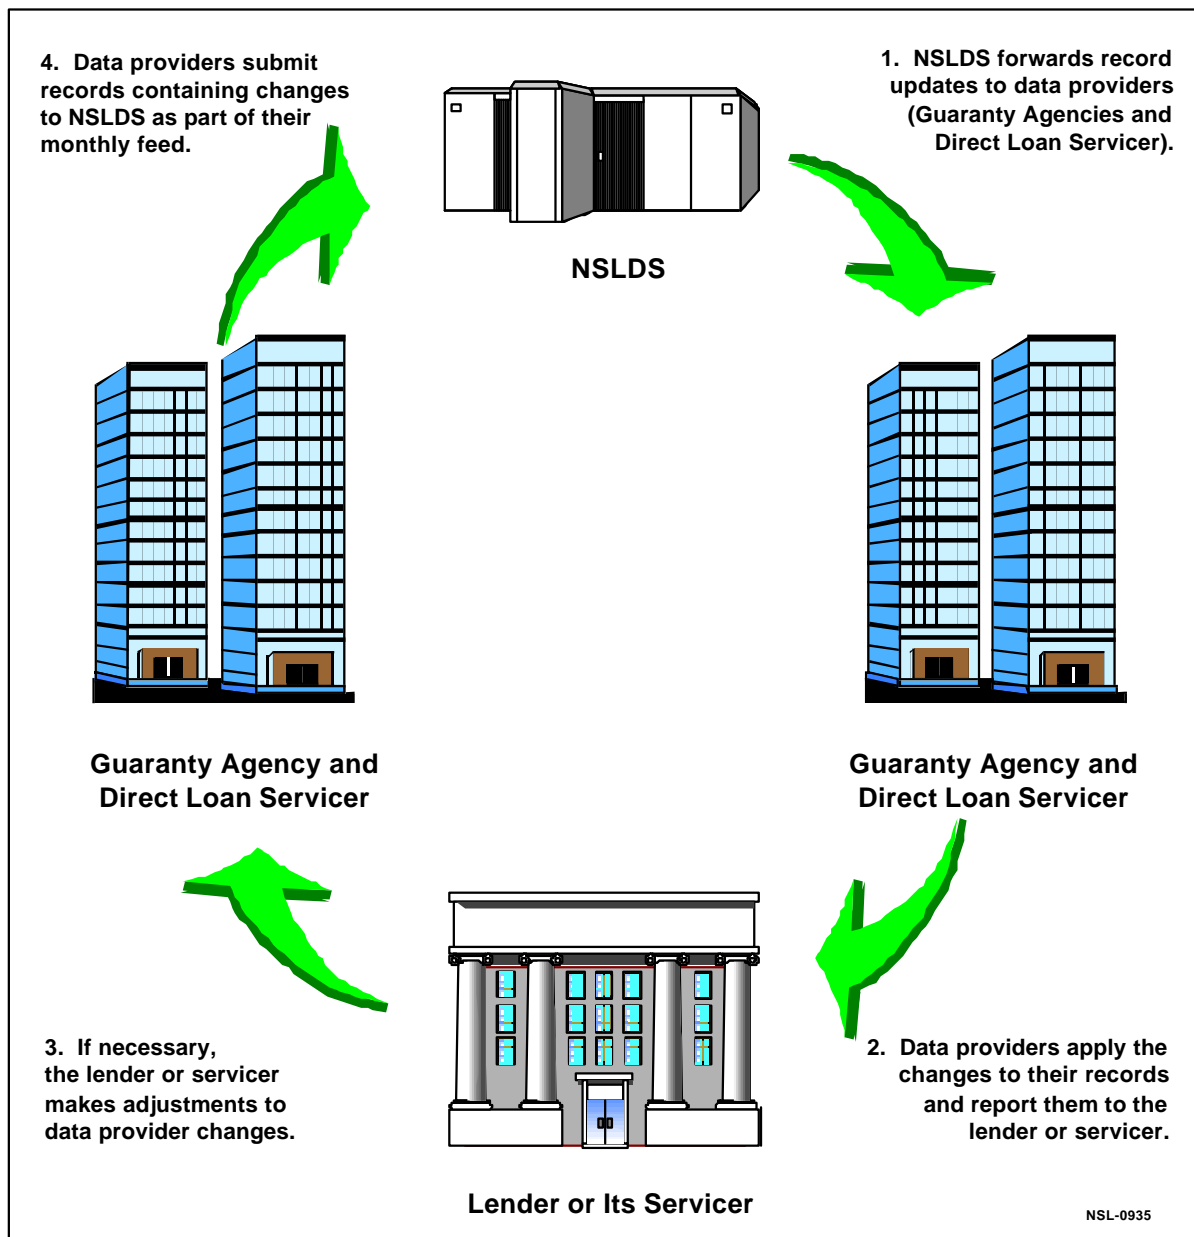 4. Data providers submit
records containing changes
to NSLDS as part of their
monthly feed.
1. NSLDS forwards record
updates to data providers
(Guaranty Agencies and
Direct Loan Servicer).
NSLDS
Guaranty Agency and
Direct Loan Servicer
Guaranty Agency and
Direct Loan Servicer
3. If necessary,
the lender or servicer
makes adjustments to
data provider changes.
2. Data providers apply the
changes to their records
and report them to the
lender or servicer.
Lender or Its Servicer
NSL-0935